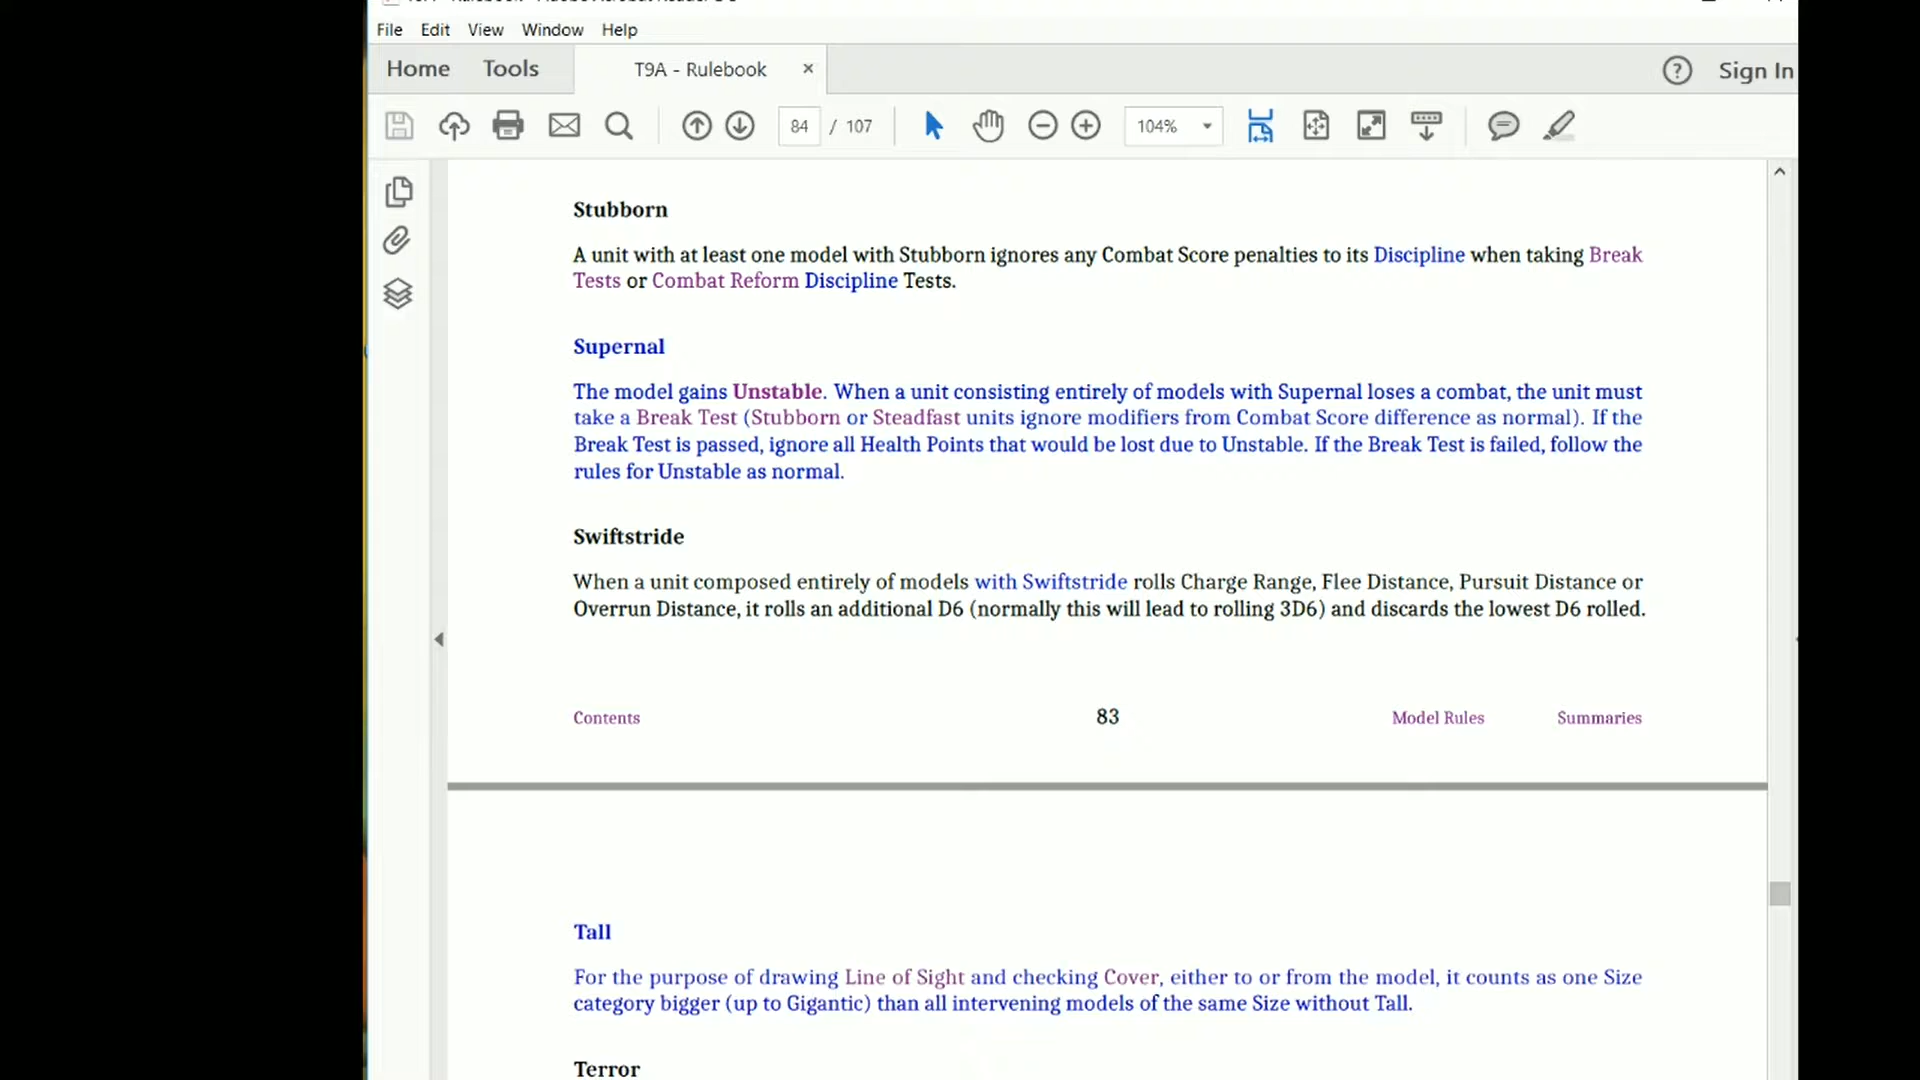 File Edit View Window Help
Home Tools T9A - Rulebook × ? Sign In
84 / 107 104%
Stubborn
A unit with at least one model with Stubborn ignores any Combat Score penalties to its Discipline when taking Break
Tests or Combat Reform Discipline Tests.
Supernal
The model gains Unstable. When a unit consisting entirely of models with Supernal loses a combat, the unit must
take a Break Test (Stubborn or Steadfast units ignore modifiers from Combat Score difference as normal). If the
Break Test is passed, ignore all Health Points that would be lost due to Unstable. If the Break Test is failed, follow the
rules for Unstable as normal.
Swiftstride
When a unit composed entirely of models with Swiftstride rolls Charge Range, Flee Distance, Pursuit Distance or
Overrun Distance, it rolls an additional D6 (normally this will lead to rolling 3D6) and discards the lowest D6 rolled.
Contents 83 Model Rules Summaries
Tall
For the purpose of drawing Line of Sight and checking Cover, either to or from the model, it counts as one Size
category bigger (up to Gigantic) than all intervening models of the same Size without Tall.
Terror